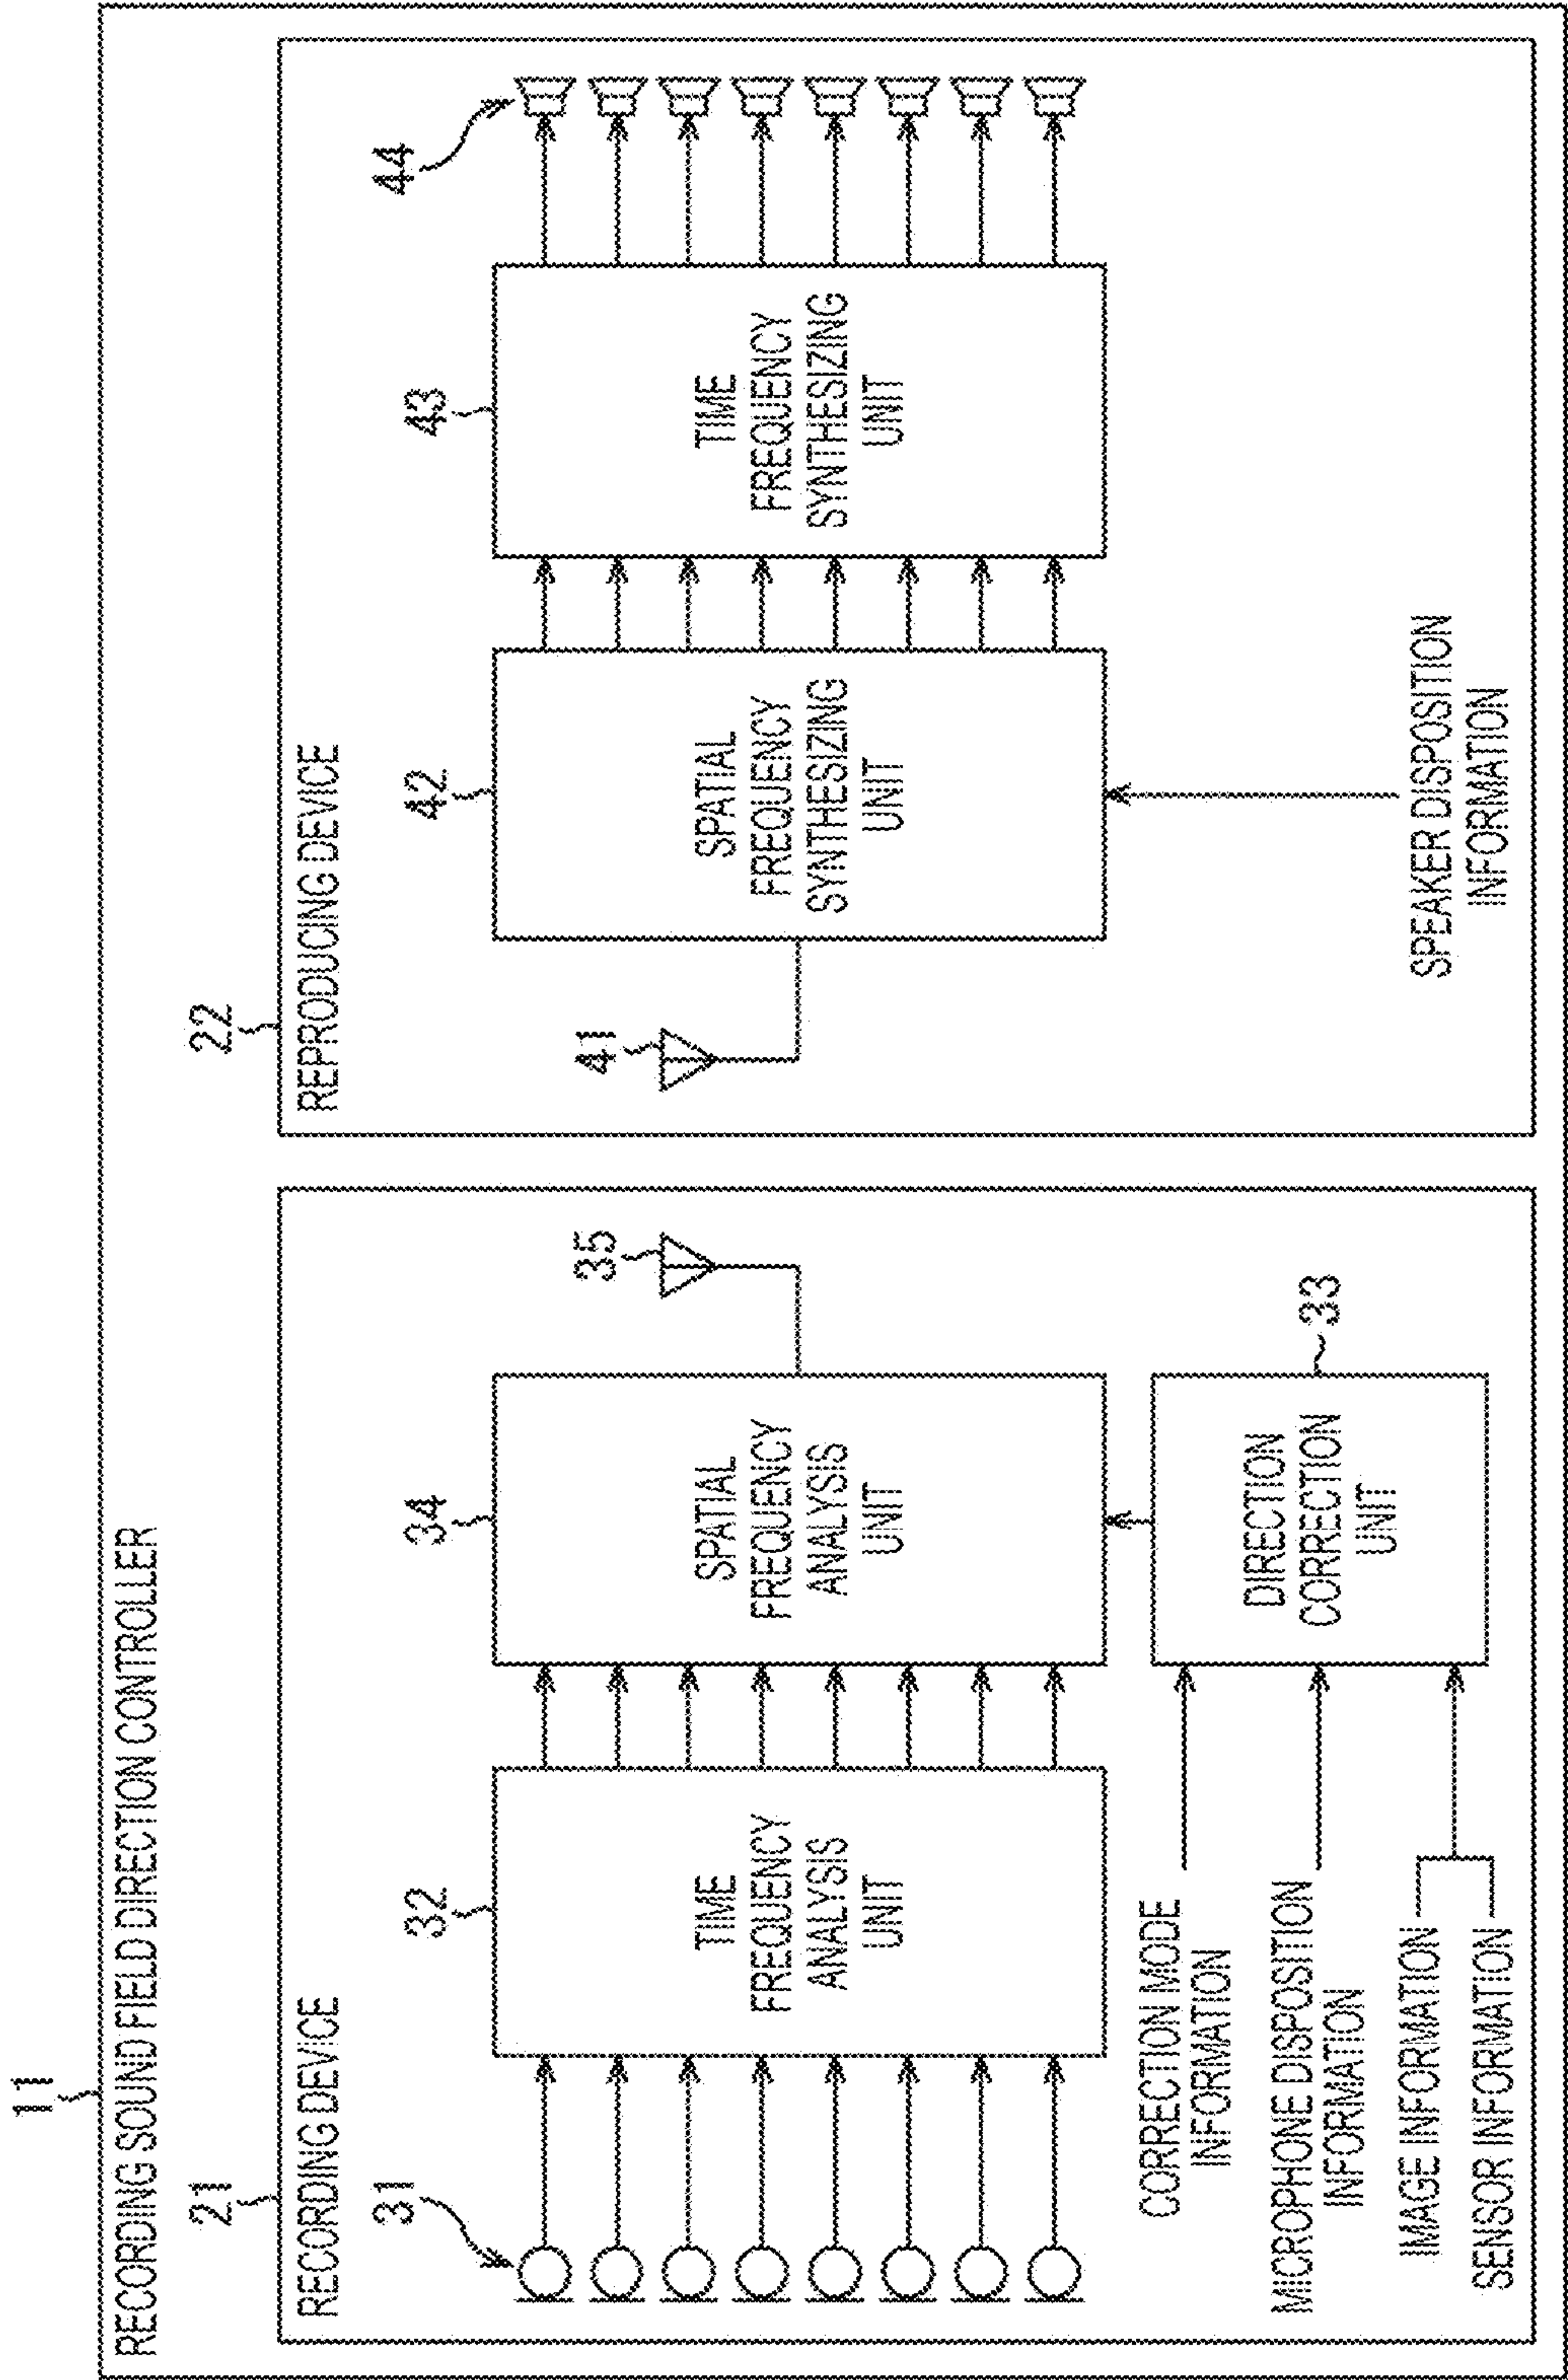 11
RECORDING SOUND FIELD DIRECTION CONTROLLER
21
RECORDING DEVICE
31
32
TIME
FREQUENCY
ANALYSIS
UNIT
34
SPATIAL
FREQUENCY
ANALYSIS
UNIT
35
CORRECTION MODE
INFORMATION
MICROPHONE DISPOSITION
INFORMATION
IMAGE INFORMATION
SENSOR INFORMATION
33
DIRECTION
CORRECTION
UNIT
22
REPRODUCING DEVICE
41
42
SPATIAL
FREQUENCY
SYNTHESIZING
UNIT
43
TIME
FREQUENCY
SYNTHESIZING
UNIT
44
SPEAKER DISPOSITION
INFORMATION